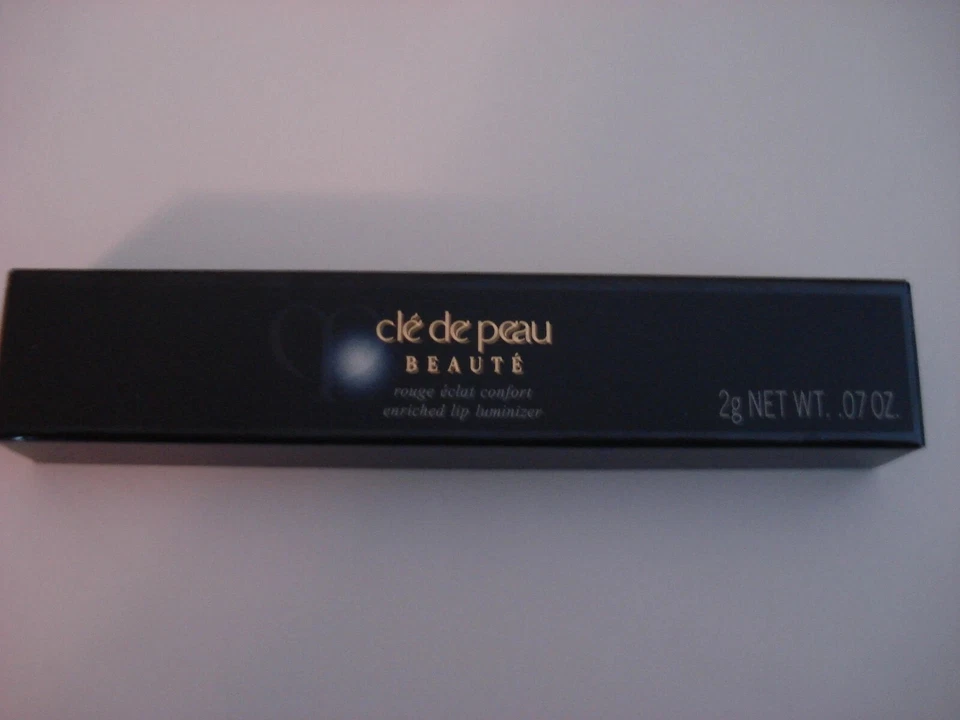 clé de peau
BEAUTÉ
rouge éclat confort
enriched lip luminizer
2g NET WT. .07 OZ.